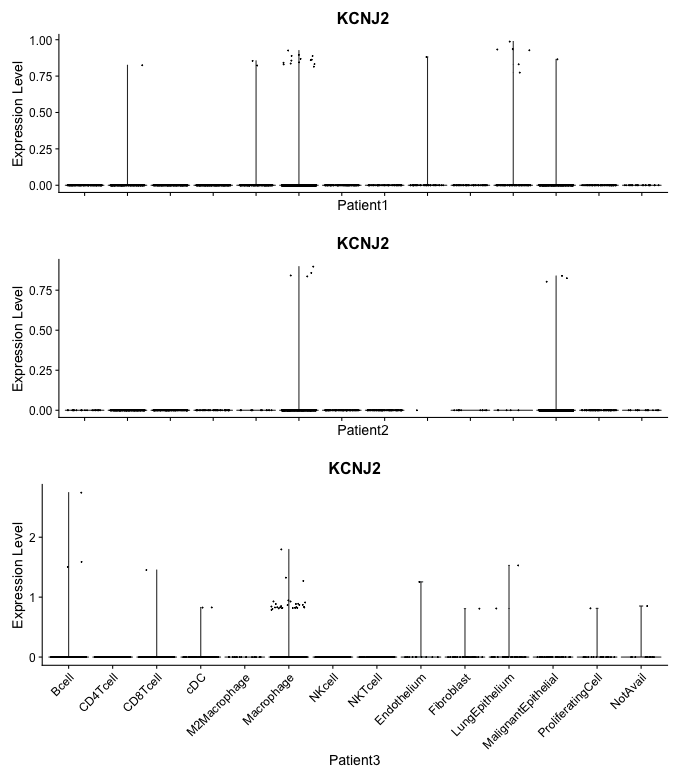 KCNJ2
Expression Level
1.00
0.75
0.50
0.25
0.00
Patient1
KCNJ2
Expression Level
0.75
0.50
0.25
0.00
Patient2
KCNJ2
Expression Level
2
1
0
Bcell
CD4Tcell
CD8Tcell
cDC
M2Macrophage
Macrophage
NKcell
NKTcell
Endothelium
Fibroblast
LungEpithelium
MalignantEpithelial
ProliferatingCell
NotAvail
Patient3